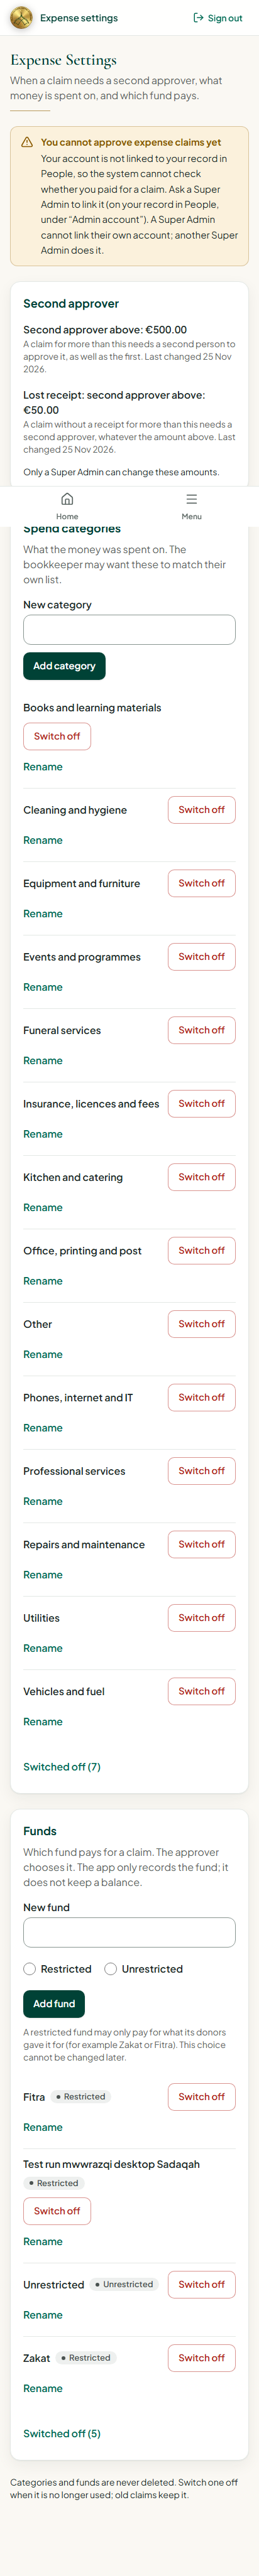 Expense settings
Sign out
Expense Settings
When a claim needs a second approver, what
money is spent on, and which fund pays.
You cannot approve expense claims yet
Your account is not linked to your record in
People, so the system cannot check
whether you paid for a claim. Ask a Super
Admin to link it (on your record in People,
under “Admin account”). A Super Admin
cannot link their own account; another Super
Admin does it.
Second approver
Second approver above: €500.00
A claim for more than this needs a second person to
approve it, as well as the first. Last changed 25 Nov
2026.
Lost receipt: second approver above:
€50.00
A claim without a receipt for more than this needs a
second approver, whatever the amount above. Last
changed 25 Nov 2026.
Only a Super Admin can change these amounts.
Home
Menu
Spend categories
What the money was spent on. The
bookkeeper may want these to match their
own list.
New category
Add category
Books and learning materials
Switch off
Rename
Cleaning and hygiene
Switch off
Rename
Equipment and furniture
Switch off
Rename
Events and programmes
Switch off
Rename
Funeral services
Switch off
Rename
Insurance, licences and fees
Switch off
Rename
Kitchen and catering
Switch off
Rename
Office, printing and post
Switch off
Rename
Other
Switch off
Rename
Phones, internet and IT
Switch off
Rename
Professional services
Switch off
Rename
Repairs and maintenance
Switch off
Rename
Utilities
Switch off
Rename
Vehicles and fuel
Switch off
Rename
Switched off (7)
Funds
Which fund pays for a claim. The approver
chooses it. The app only records the fund; it
does not keep a balance.
New fund
Restricted
Unrestricted
Add fund
A restricted fund may only pay for what its donors
gave it for (for example Zakat or Fitra). This choice
cannot be changed later.
Fitra
Restricted
Switch off
Rename
Test run mwwrazqi desktop Sadaqah
Restricted
Switch off
Rename
Unrestricted
Unrestricted
Switch off
Rename
Zakat
Restricted
Switch off
Rename
Switched off (5)
Categories and funds are never deleted. Switch one off
when it is no longer used; old claims keep it.